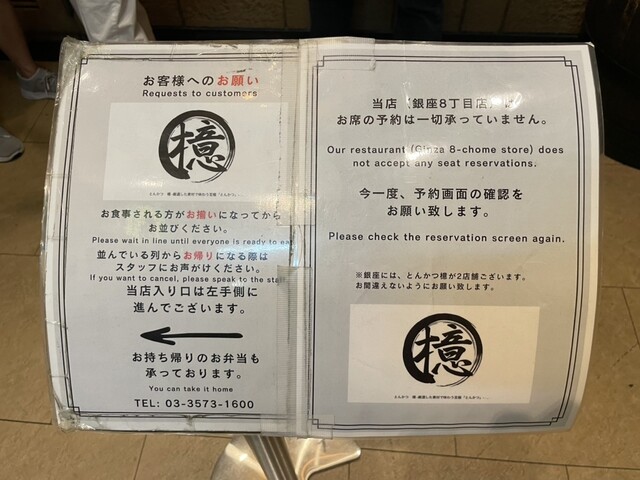 お客様へのお願い
Requests to customers
檍
お食事される方がお揃いになってから
お並びください。
Please wait in line until everyone is ready to eat
並んでいる列からお帰りになる際は
スタッフにお声がけください。
If you want to cancel, please speak to the staff
当店入り口は左手側に
進んでございます。
お持ち帰りのお弁当も
承っております。
You can take it home
TEL: 03-3573-1600
当店（銀座8丁目店）は
お席の予約は一切承っていません。
Our restaurant (Ginza 8-chome store) does
not accept any seat reservations.
今一度、予約画面の確認を
お願い致します。
Please check the reservation screen again.
※銀座には、とんかつ檍が2店舗ございます。
お間違えないようにお願い致します。
檍